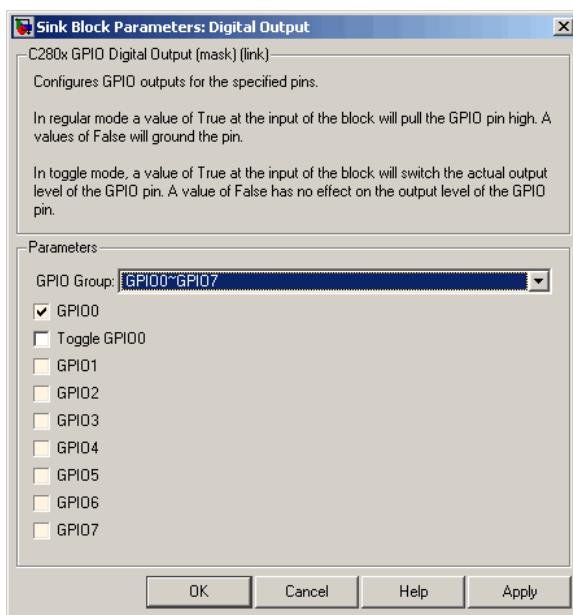 Sink Block Parameters: Digital Output
C280x GPIO Digital Output (mask) (link)
Configures GPIO outputs for the specified pins.
In regular mode a value of True at the input of the block will pull the GPIO pin high. A
values of False will ground the pin.
In toggle mode, a value of True at the input of the block will switch the actual output
level of the GPIO pin. A value of False has no effect on the output level of the GPIO
pin.
Parameters
GPIO Group: GPIO0~GPIO7
GPIO0
Toggle GPIO0
GPIO1
GPIO2
GPIO3
GPIO4
GPIO5
GPIO6
GPIO7
OK Cancel Help Apply